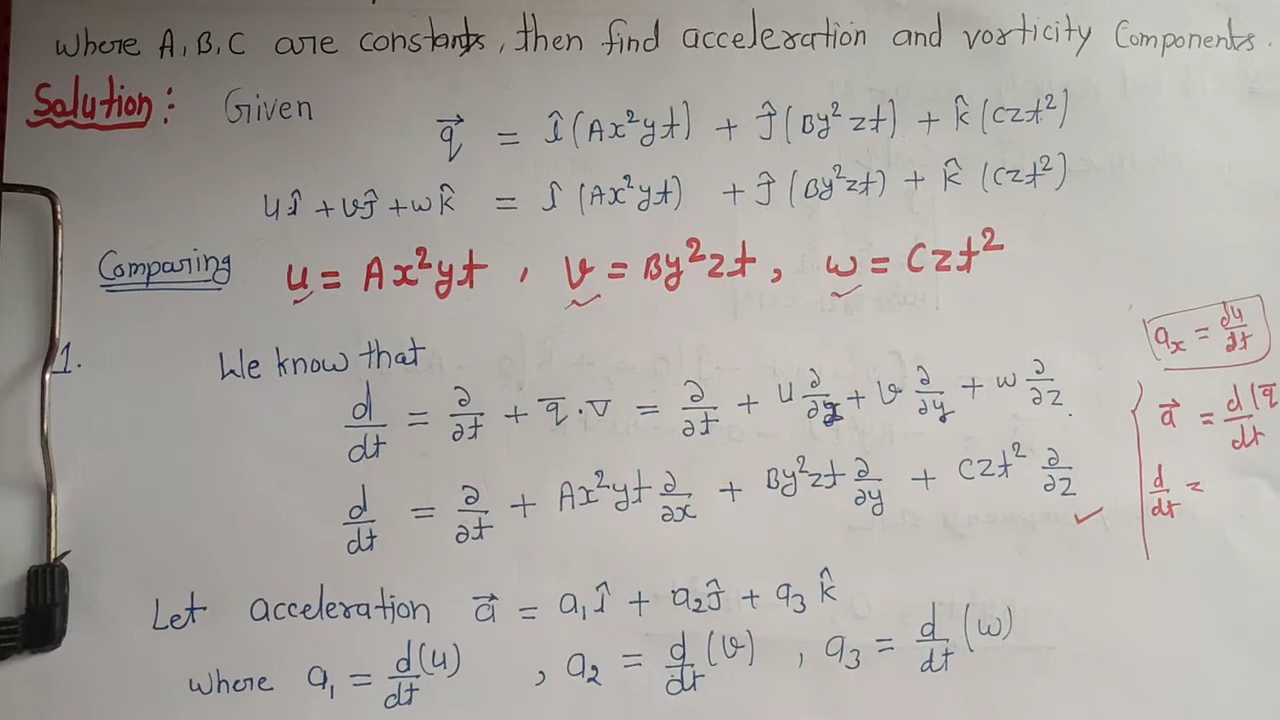 where A, B, C are constants, then find acceleration and vorticity Components.
Solution: Given
q⃗ = î(Ax²yt) + ĵ(By²zt) + k̂(Czt²)
uî + vĵ + wk̂ = î(Ax²yt) + ĵ(By²zt) + k̂(Czt²)
Comparing u = Ax²yt , v = By²zt , w = Czt²
1. We know that
d/dt = ∂/∂t + q̄·∇ = ∂/∂t + u ∂/∂x + v ∂/∂y + w ∂/∂z.
d/dt = ∂/∂t + Ax²yt ∂/∂x + By²zt ∂/∂y + Czt² ∂/∂z ✓
aₓ = du/dt
a⃗ = d(q̄/dt
d/dt =
Let acceleration a⃗ = a₁î + a₂ĵ + a₃k̂
where a₁ = d(u)/dt , a₂ = d/dt (v) , a₃ = d/dt (w)